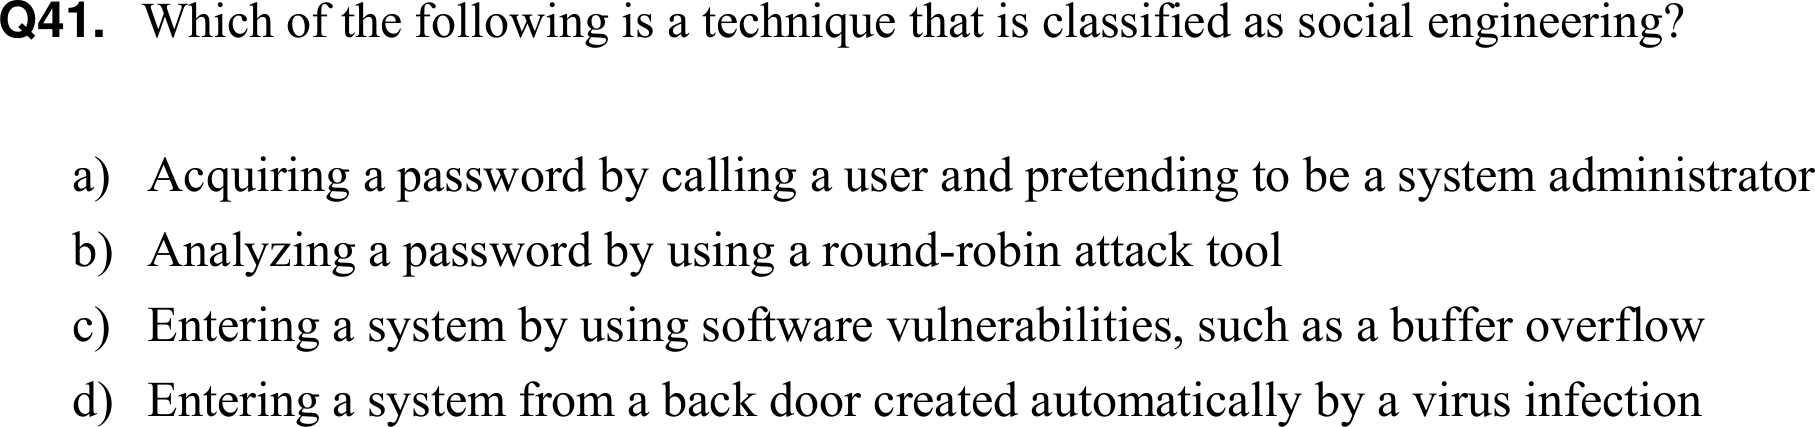 Q41. Which of the following is a technique that is classified as social engineering?
a) Acquiring a password by calling a user and pretending to be a system administrator
b) Analyzing a password by using a round-robin attack tool
c) Entering a system by using software vulnerabilities, such as a buffer overflow
d) Entering a system from a back door created automatically by a virus infection